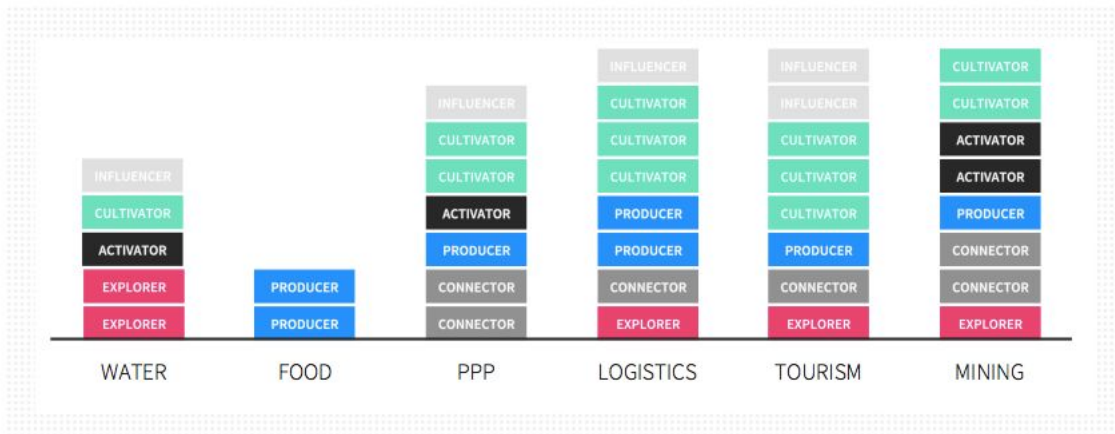 INFLUENCER INFLUENCER CULTIVATOR
INFLUENCER CULTIVATOR INFLUENCER CULTIVATOR
CULTIVATOR CULTIVATOR CULTIVATOR ACTIVATOR
INFLUENCER CULTIVATOR CULTIVATOR CULTIVATOR ACTIVATOR
CULTIVATOR ACTIVATOR PRODUCER CULTIVATOR PRODUCER
ACTIVATOR PRODUCER PRODUCER PRODUCER CONNECTOR
EXPLORER PRODUCER CONNECTOR CONNECTOR CONNECTOR CONNECTOR
EXPLORER PRODUCER CONNECTOR EXPLORER EXPLORER EXPLORER
WATER FOOD PPP LOGISTICS TOURISM MINING